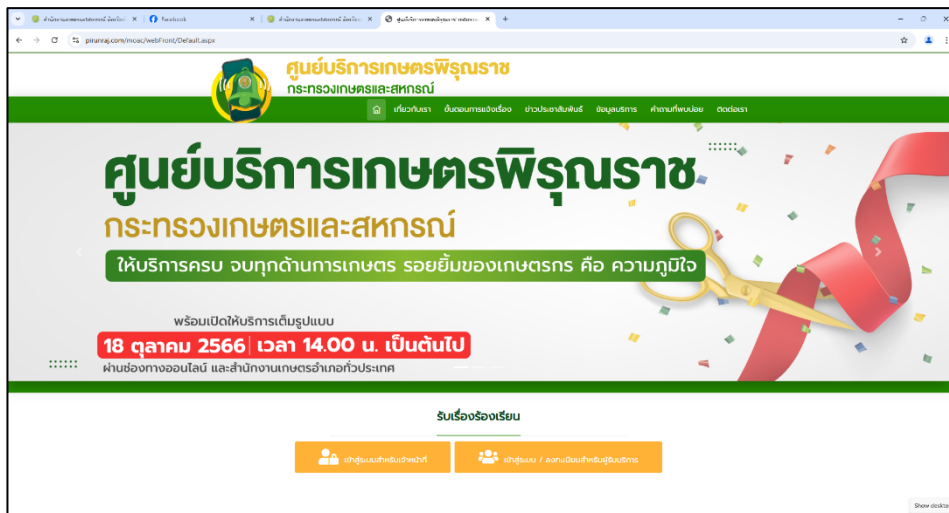 Facebook
pirunraj.com/moac/webFront/Default.aspx
ศูนย์บริการเกษตรพิรุณราช
กระทรวงเกษตรและสหกรณ์
เกี่ยวกับเรา ขั้นตอนการแจ้งเรื่อง ข่าวประชาสัมพันธ์ ข้อมูลบริการ คำถามที่พบบ่อย ติดต่อเรา
ศูนย์บริการเกษตรพิรุณราช
กระทรวงเกษตรและสหกรณ์
ให้บริการครบ จบทุกด้านการเกษตร รอยยิ้มของเกษตรกร คือ ความภูมิใจ
พร้อมเปิดให้บริการเต็มรูปแบบ
18 ตุลาคม 2566 | เวลา 14.00 น. เป็นต้นไป
ผ่านช่องทางออนไลน์ และสำนักงานเกษตรอำเภอทั่วประเทศ
รับเรื่องร้องเรียน
เข้าสู่ระบบสำหรับเจ้าหน้าที่
เข้าสู่ระบบ / ลงทะเบียนสำหรับผู้รับบริการ
Show desktop